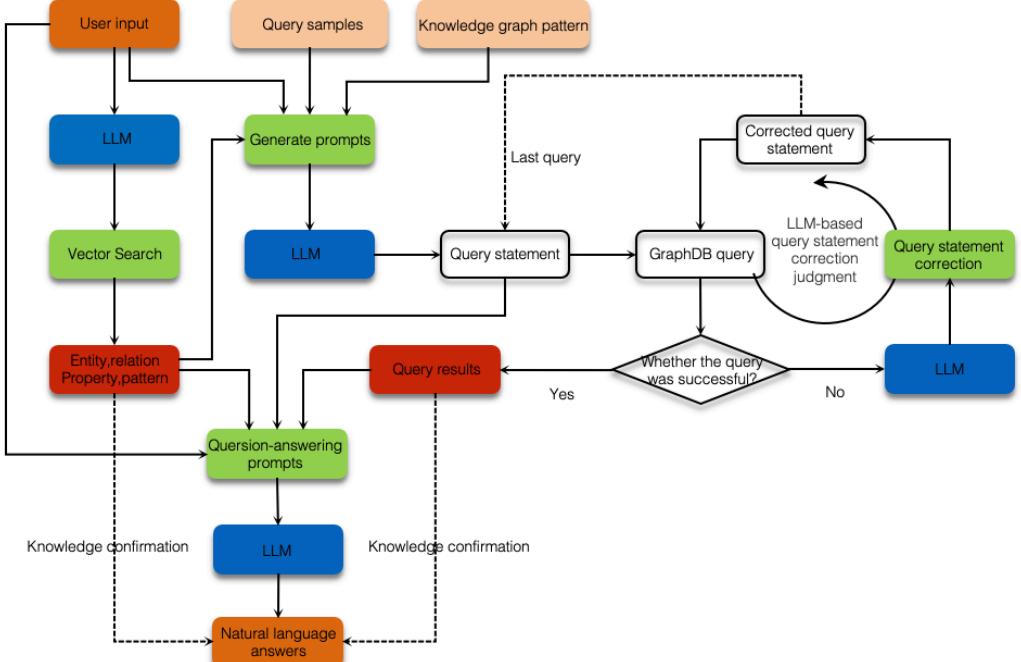 User input
Query samples
Knowledge graph pattern
LLM
Generate prompts
Corrected query
statement
Last query
Vector Search
LLM
Query statement
GraphDB query
LLM-based
query statement
correction
judgment
Query statement
correction
Entity,relation
Property,pattern
Query results
Whether the query
was successful?
LLM
Yes
No
Quersion-answering
prompts
Knowledge confirmation
LLM
Knowledge confirmation
Natural language
answers